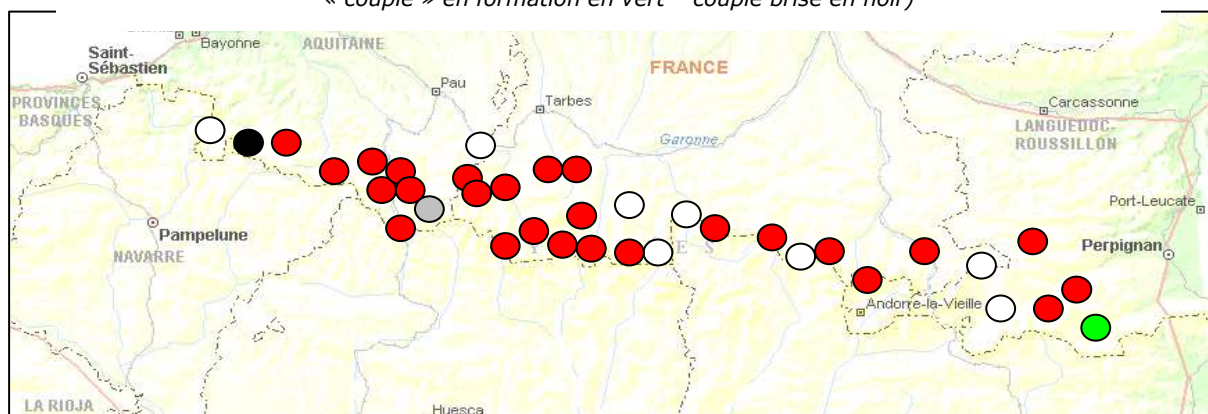 « couple » en formation en vert – couple brisé en noir)
Bayonne
AQUITAINE
Saint-
Sébastien
Pau
FRANCE
Tarbes
PROVINCES
BASQUES
Carcassonne
LANGUEDOC-
ROUSSILLON
Garonne
Port-Leucate
Pampelune
Perpignan
NAVARRE
E S
Andorre-la-Vieille
LA RIOJA
Huesca